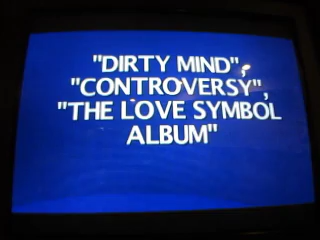 "DIRTY MIND",
"CONTROVERSY",
"THE LOVE SYMBOL
ALBUM"